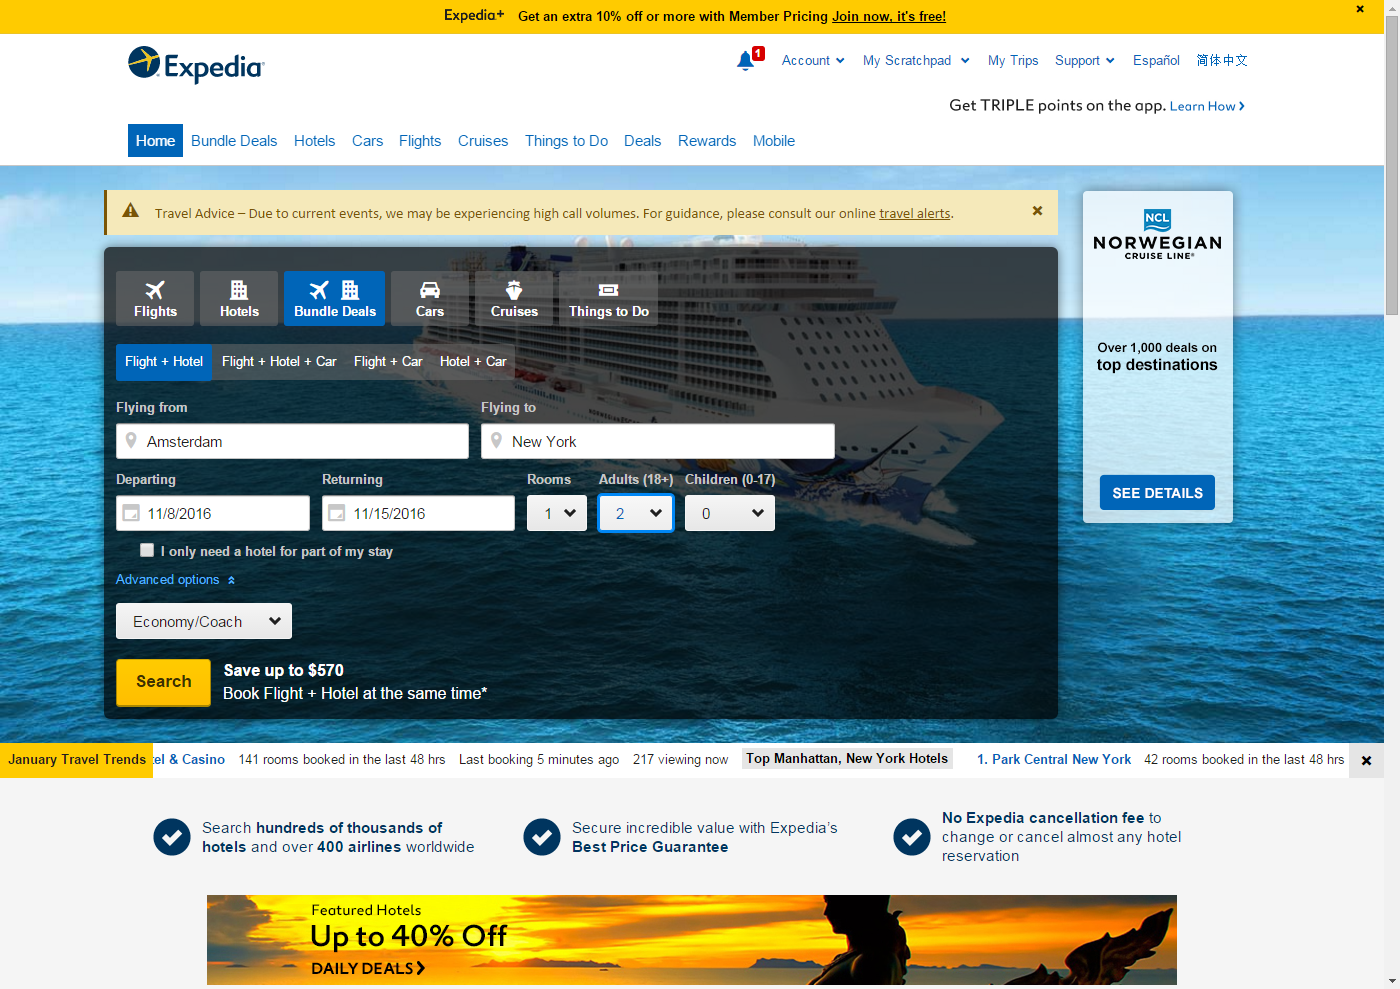 Expedia+ Get an extra 10% off or more with Member Pricing Join now, it's free!
Expedia
1 Account My Scratchpad My Trips Support Español 简体中文
Get TRIPLE points on the app. Learn How
Home Bundle Deals Hotels Cars Flights Cruises Things to Do Deals Rewards Mobile
Travel Advice – Due to current events, we may be experiencing high call volumes. For guidance, please consult our online travel alerts.
NCL
NORWEGIAN
CRUISE LINE®
Over 1,000 deals on
top destinations
SEE DETAILS
Flights Hotels Bundle Deals Cars Cruises Things to Do
Flight + Hotel Flight + Hotel + Car Flight + Car Hotel + Car
Flying from Flying to
Amsterdam New York
Departing Returning Rooms Adults (18+) Children (0-17)
11/8/2016 11/15/2016 1 2 0
I only need a hotel for part of my stay
Advanced options
Economy/Coach
Search
Save up to $570
Book Flight + Hotel at the same time*
January Travel Trends el & Casino 141 rooms booked in the last 48 hrs Last booking 5 minutes ago 217 viewing now Top Manhattan, New York Hotels 1. Park Central New York 42 rooms booked in the last 48 hrs
Search hundreds of thousands of
hotels and over 400 airlines worldwide
Secure incredible value with Expedia's
Best Price Guarantee
No Expedia cancellation fee to
change or cancel almost any hotel
reservation
Featured Hotels
Up to 40% Off
DAILY DEALS